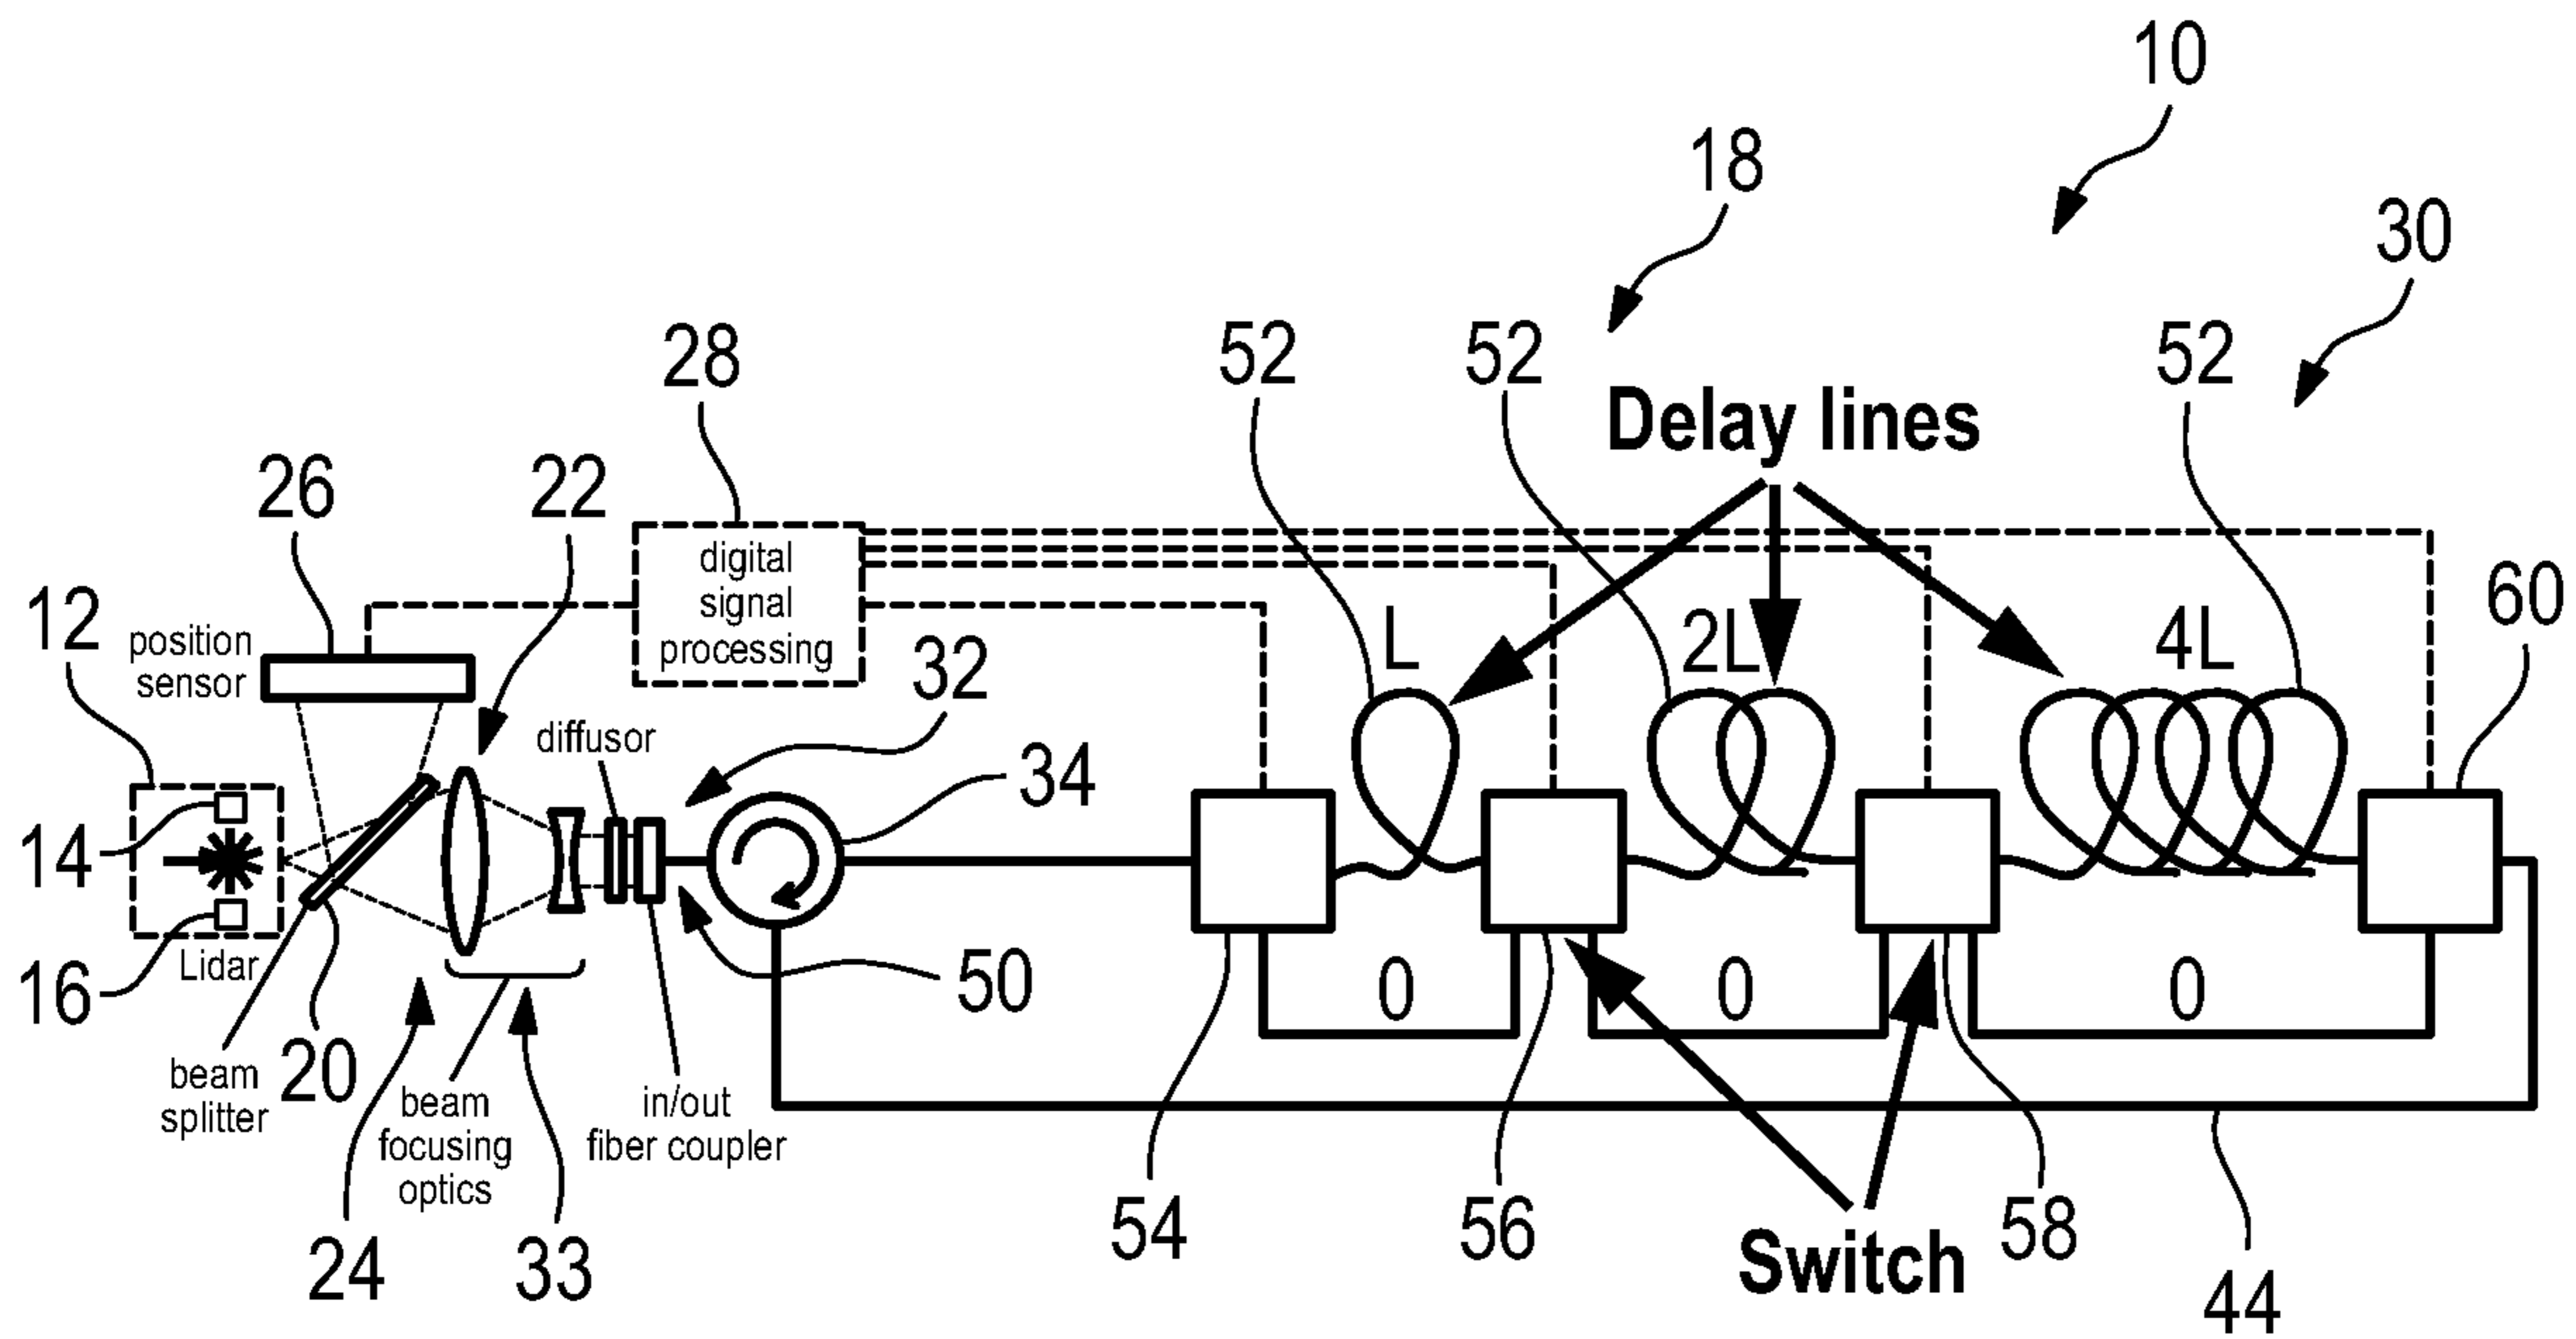 10
18
30
28
52
52
Delay lines
52
26
22
digital
signal
processing
12
position
sensor
32
L
2L
4L
60
diffusor
34
14
16
Lidar
50
0
0
0
20
beam
splitter
beam
focusing
optics
in/out
fiber coupler
24
33
54
56
Switch
58
44